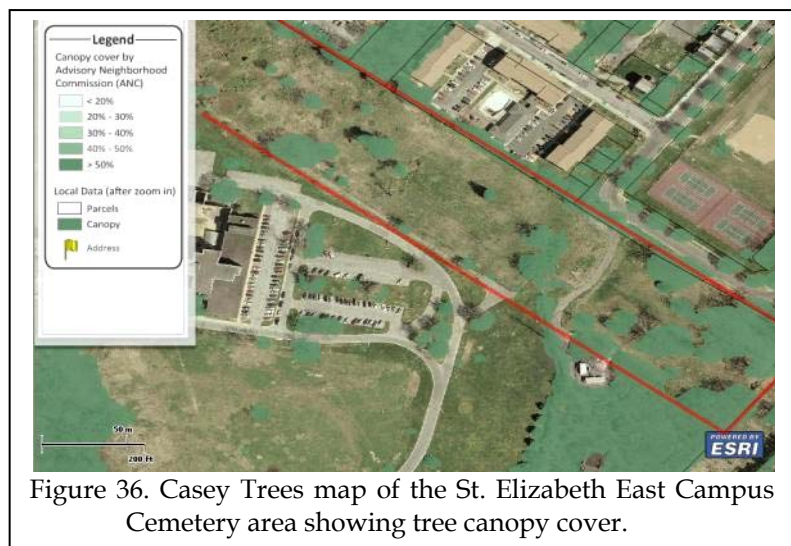 Legend
Canopy cover by
Advisory Neighborhood
Commission (ANC)
< 20%
20% - 30%
30% - 40%
40% - 50%
> 50%
Local Data (after zoom in)
Parcels
Canopy
Address
50 m
200 Ft
POWERED BY
ESRI
Figure 36. Casey Trees map of the St. Elizabeth East Campus
Cemetery area showing tree canopy cover.